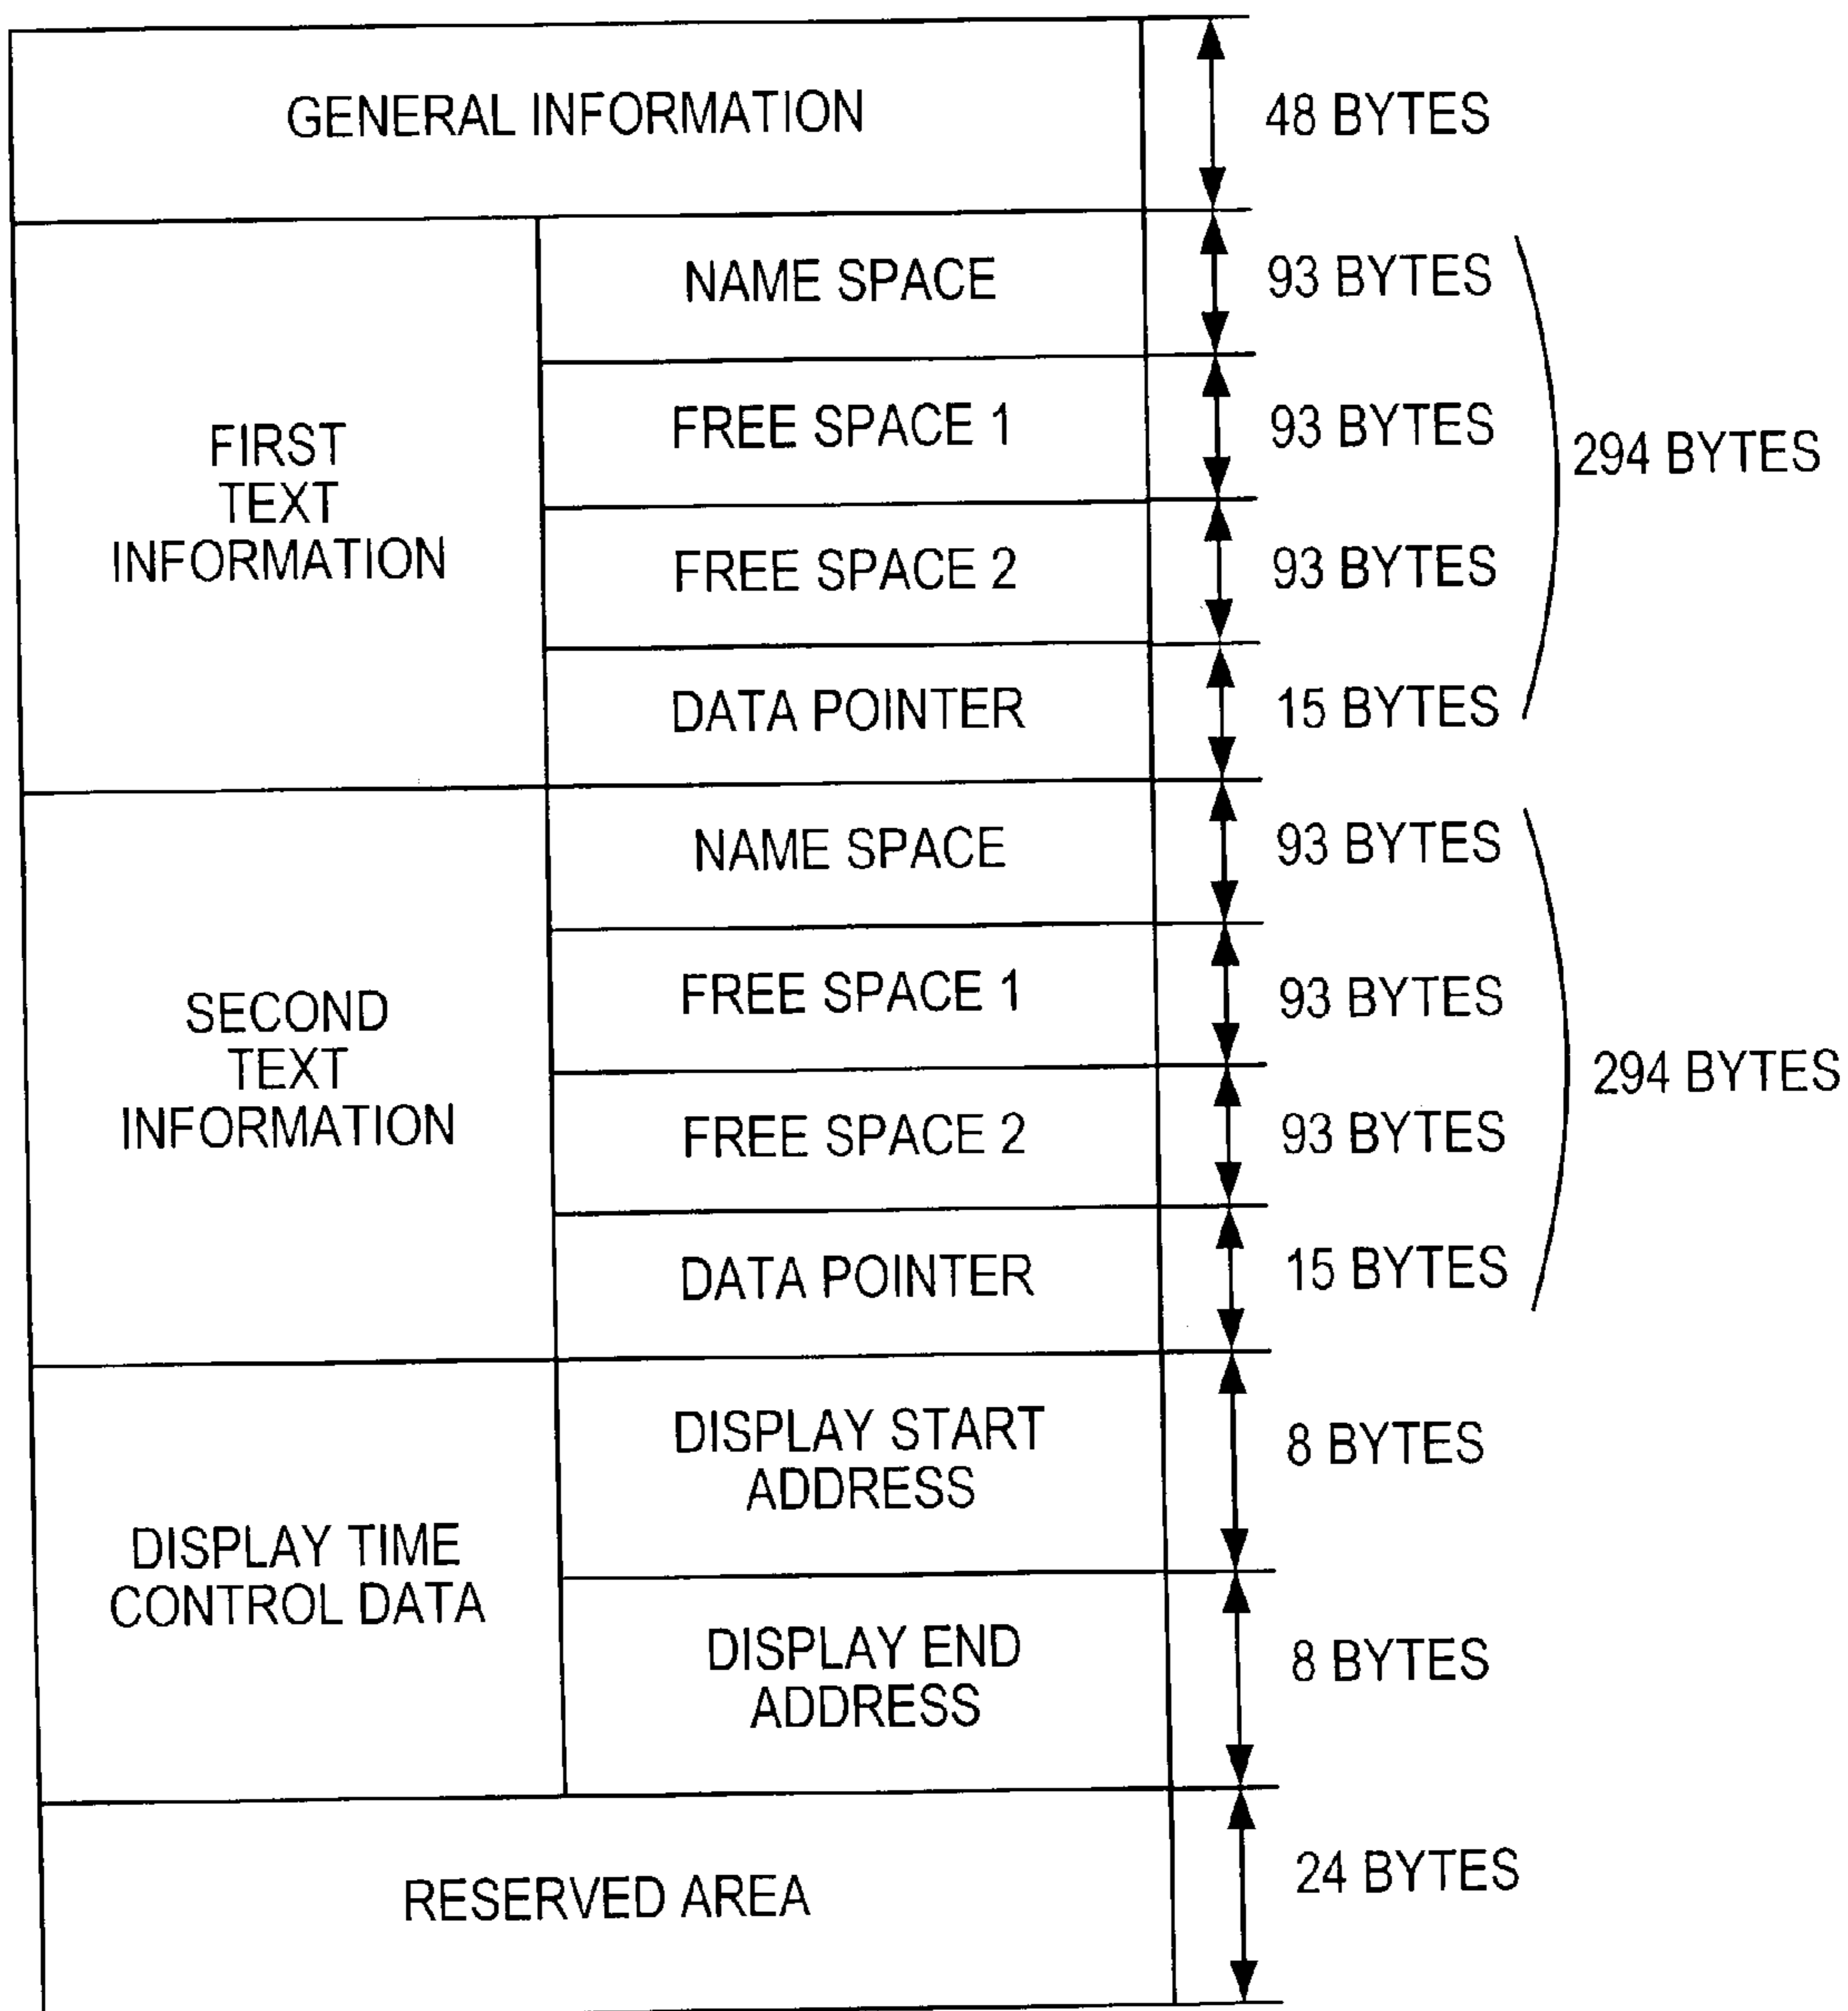 GENERAL INFORMATION
48 BYTES
FIRST
TEXT
INFORMATION
NAME SPACE
93 BYTES
FREE SPACE 1
93 BYTES
FREE SPACE 2
93 BYTES
DATA POINTER
15 BYTES
294 BYTES
SECOND
TEXT
INFORMATION
NAME SPACE
93 BYTES
FREE SPACE 1
93 BYTES
FREE SPACE 2
93 BYTES
DATA POINTER
15 BYTES
294 BYTES
DISPLAY TIME
CONTROL DATA
DISPLAY START
ADDRESS
8 BYTES
DISPLAY END
ADDRESS
8 BYTES
RESERVED AREA
24 BYTES